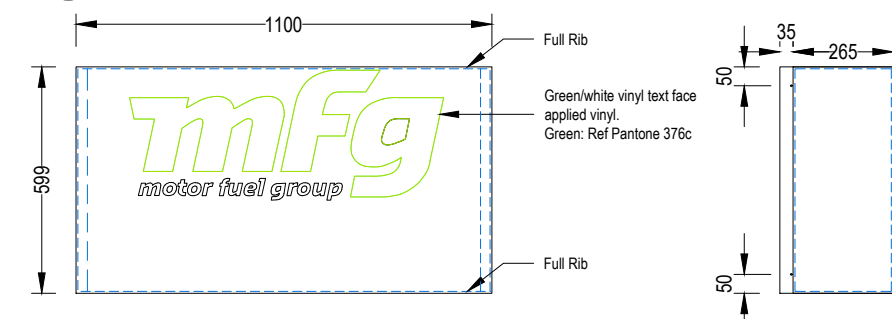 1100
Full Rib
35
265
50
Green/white vinyl text face
applied vinyl.
Green: Ref Pantone 376c
mfg
motor fuel group
599
Full Rib
50